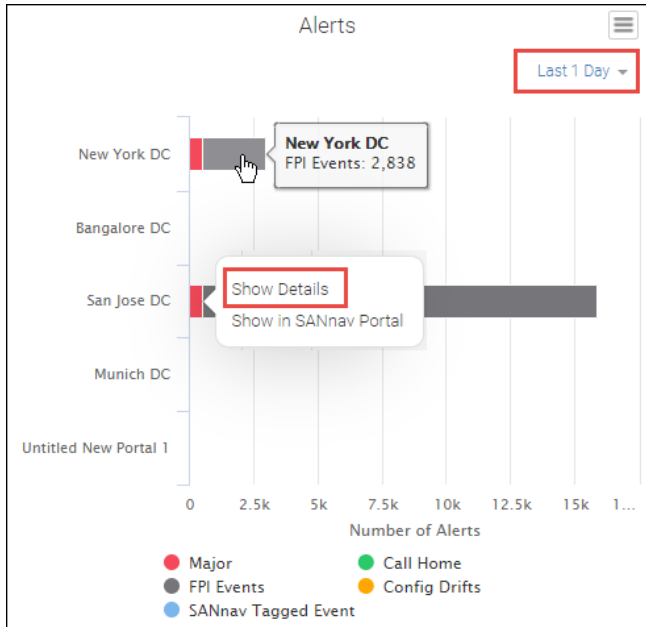 Alerts
Last 1 Day
New York DC
New York DC
FPI Events: 2,838
Bangalore DC
San Jose DC
Show Details
Show in SANnav Portal
Munich DC
Untitled New Portal 1
0 2.5k 5k 7.5k 10k 12.5k 15k 1...
Number of Alerts
Major Call Home
FPI Events Config Drifts
SANnav Tagged Event